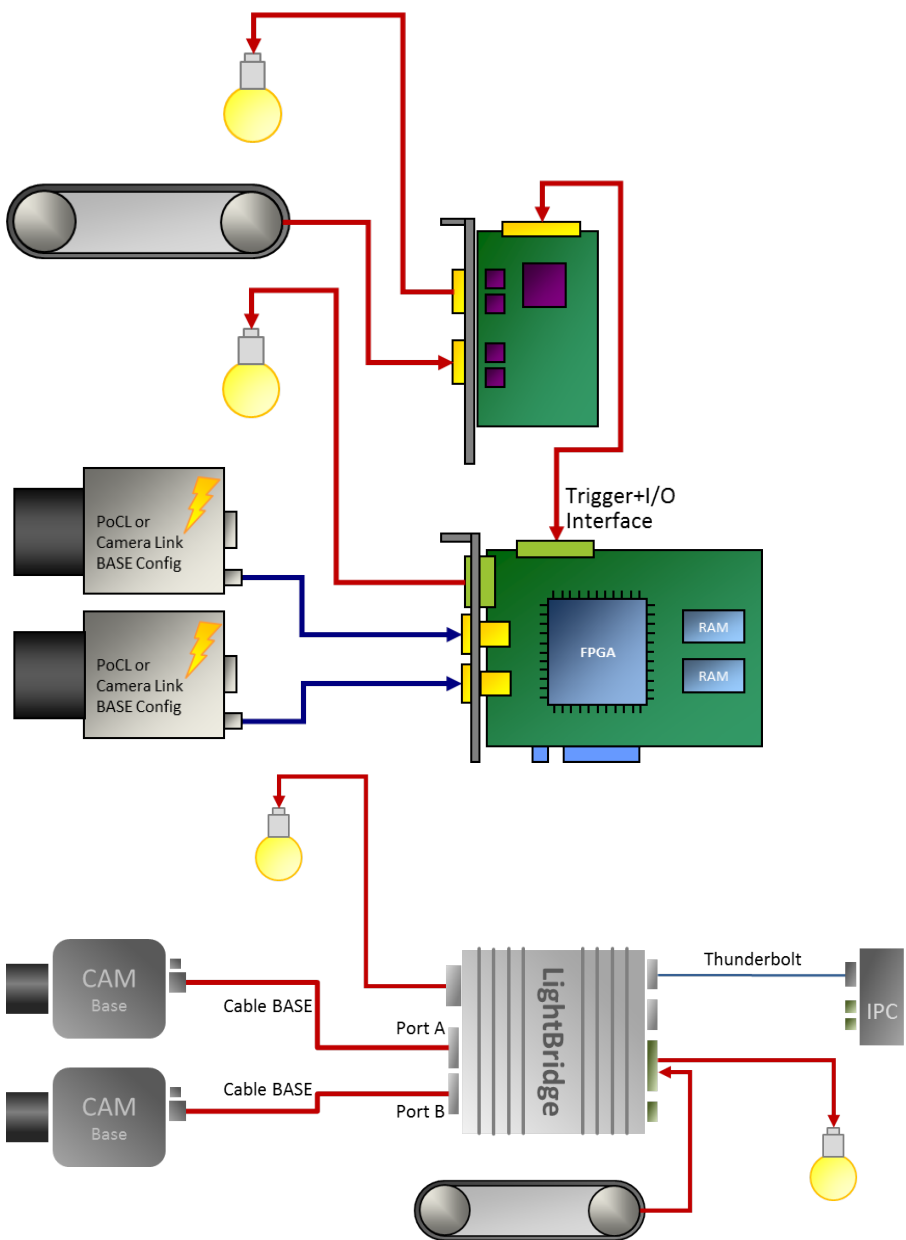 Trigger+I/O
Interface
PoCL or
Camera Link
BASE Config
FPGA
RAM
RAM
PoCL or
Camera Link
BASE Config
CAM
Base
Cable BASE
Port A
LightBridge
Thunderbolt
IPC
CAM
Base
Cable BASE
Port B